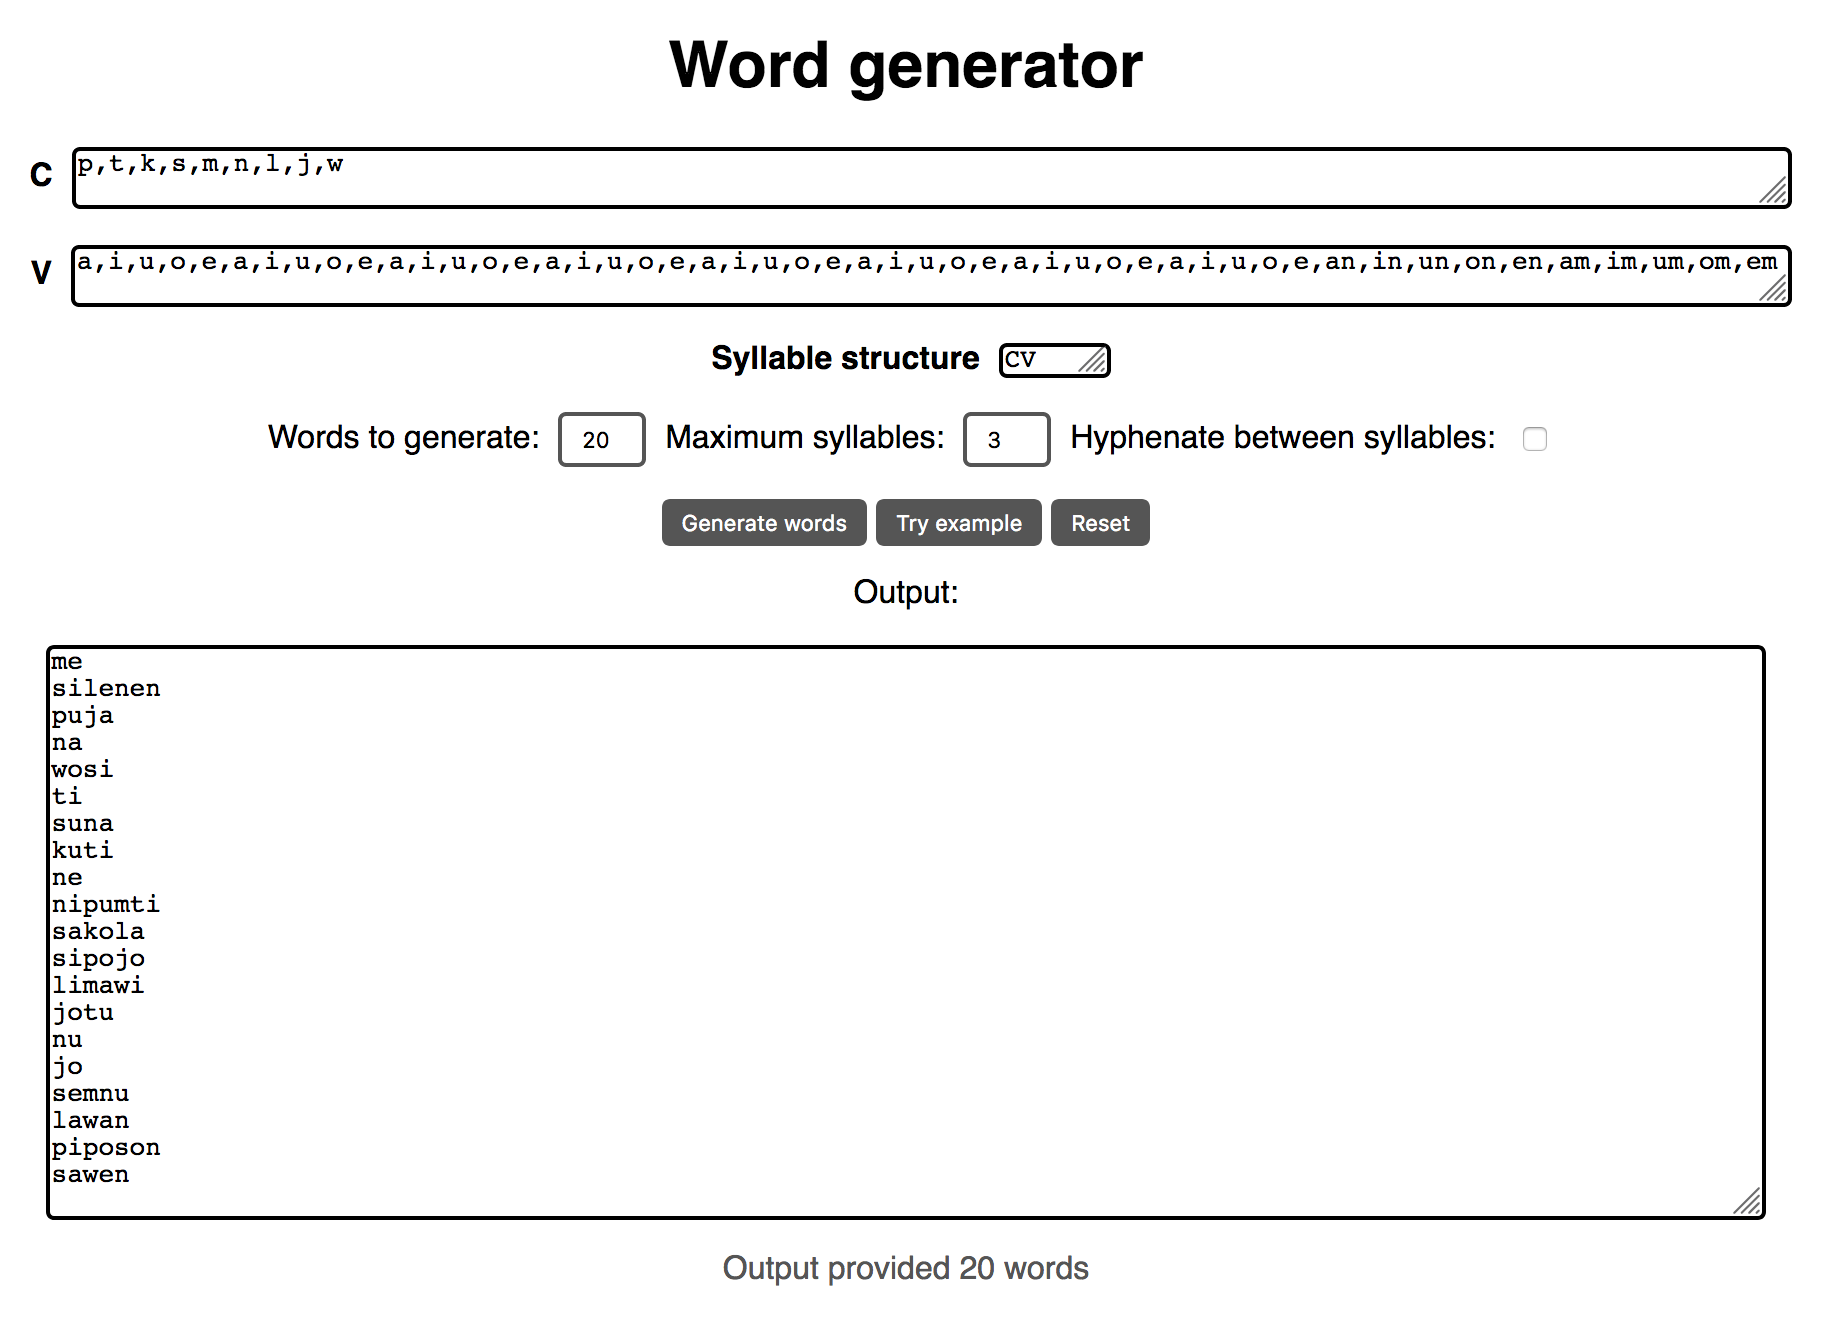 Word generator
C p,t,k,s,m,n,l,j,w
V a,i,u,o,e,a,i,u,o,e,a,i,u,o,e,a,i,u,o,e,a,i,u,o,e,a,i,u,o,e,a,i,u,o,e,a,i,u,o,e,an,in,un,on,en,am,im,um,om,em
Syllable structure CV
Words to generate: 20 Maximum syllables: 3 Hyphenate between syllables:
Generate words Try example Reset
Output:
me
silenen
puja
na
wosi
ti
suna
kuti
ne
nipumti
sakola
sipojo
limawi
jotu
nu
jo
semnu
lawan
piposon
sawen
Output provided 20 words